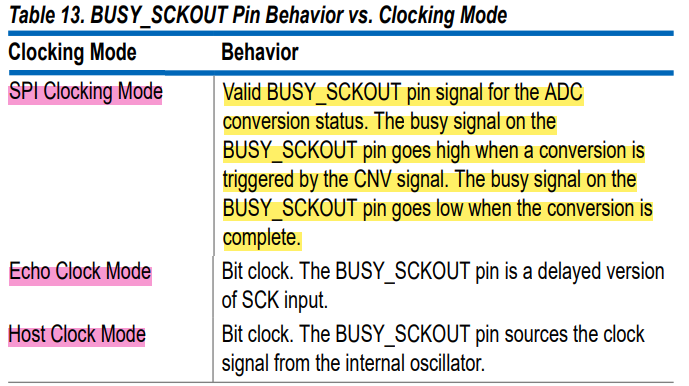 Table 13. BUSY_SCKOUT Pin Behavior vs. Clocking Mode
Clocking Mode Behavior
SPI Clocking Mode Valid BUSY_SCKOUT pin signal for the ADC
conversion status. The busy signal on the
BUSY_SCKOUT pin goes high when a conversion is
triggered by the CNV signal. The busy signal on the
BUSY_SCKOUT pin goes low when the conversion is
complete.
Echo Clock Mode Bit clock. The BUSY_SCKOUT pin is a delayed version
of SCK input.
Host Clock Mode Bit clock. The BUSY_SCKOUT pin sources the clock
signal from the internal oscillator.